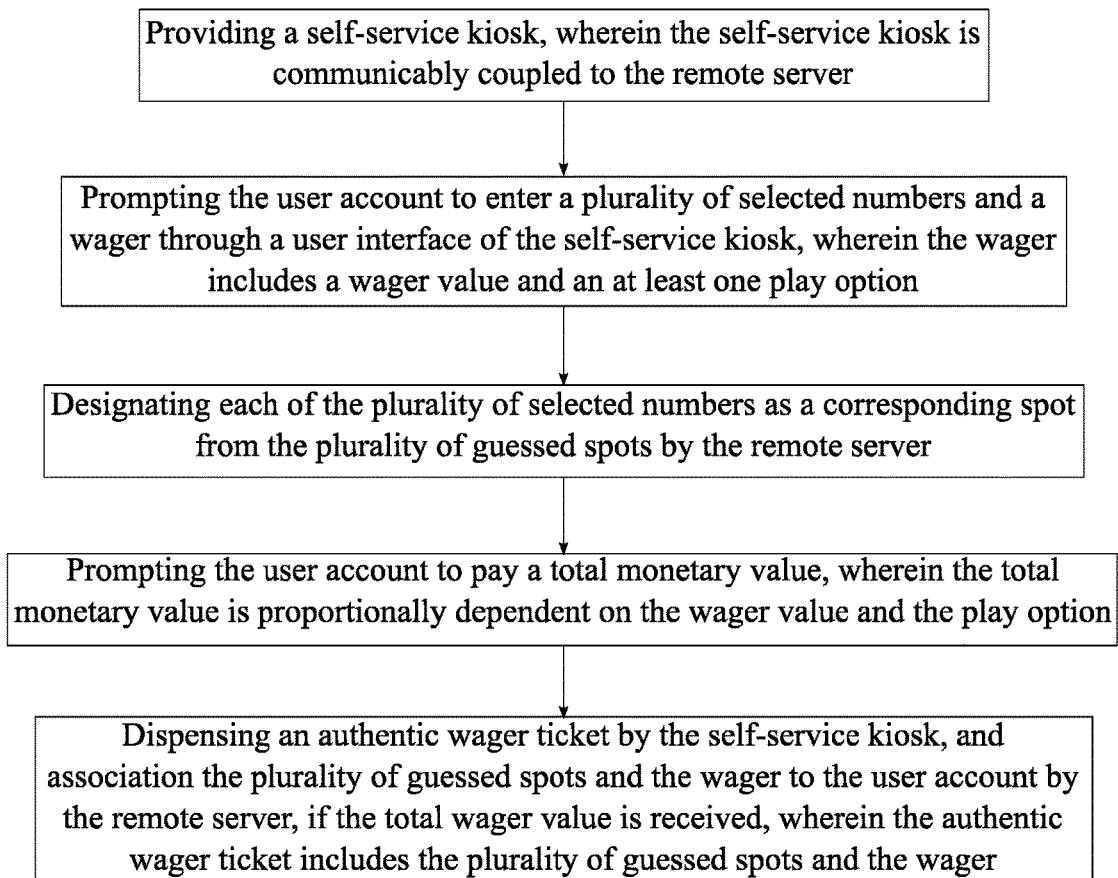 Providing a self-service kiosk, wherein the self-service kiosk is
communicably coupled to the remote server
Prompting the user account to enter a plurality of selected numbers and a
wager through a user interface of the self-service kiosk, wherein the wager
includes a wager value and an at least one play option
Designating each of the plurality of selected numbers as a corresponding spot
from the plurality of guessed spots by the remote server
Prompting the user account to pay a total monetary value, wherein the total
monetary value is proportionally dependent on the wager value and the play option
Dispensing an authentic wager ticket by the self-service kiosk, and
association the plurality of guessed spots and the wager to the user account by
the remote server, if the total wager value is received, wherein the authentic
wager ticket includes the plurality of guessed spots and the wager